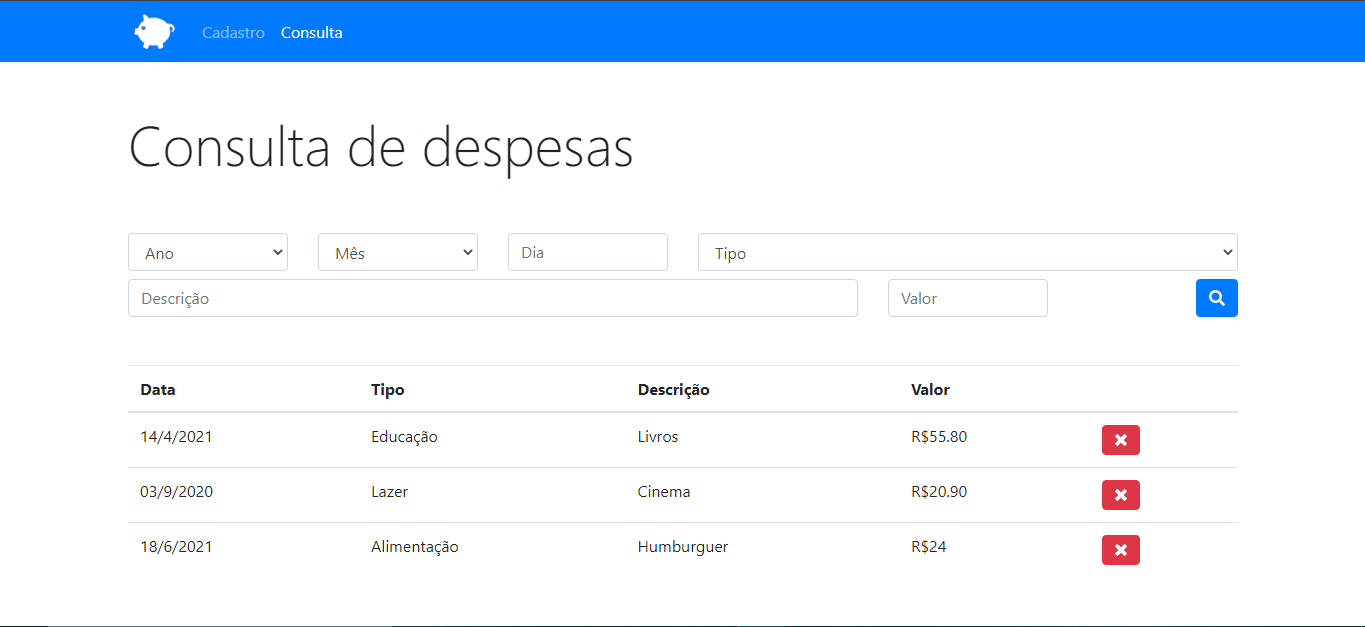 Cadastro Consulta
Consulta de despesas
Ano Mês Dia Tipo
Descrição Valor
Data Tipo Descrição Valor
14/4/2021 Educação Livros R$55.80
03/9/2020 Lazer Cinema R$20.90
18/6/2021 Alimentação Humburguer R$24